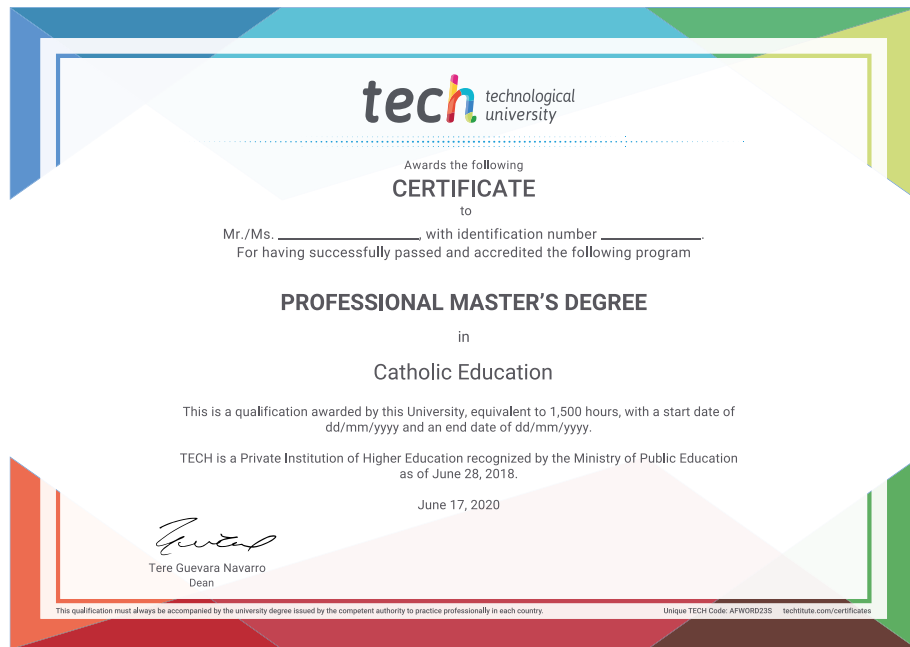 tech technological
university
Awards the following
CERTIFICATE
to
Mr./Ms. ____________________, with identification number ______________.
For having successfully passed and accredited the following program
PROFESSIONAL MASTER'S DEGREE
in
Catholic Education
This is a qualification awarded by this University, equivalent to 1,500 hours, with a start date of
dd/mm/yyyy and an end date of dd/mm/yyyy.
TECH is a Private Institution of Higher Education recognized by the Ministry of Public Education
as of June 28, 2018.
June 17, 2020
Tere Guevara Navarro
Dean
This qualification must always be accompanied by the university degree issued by the competent authority to practice professionally in each country.
Unique TECH Code: AFWORD23S techtitute.com/certificates